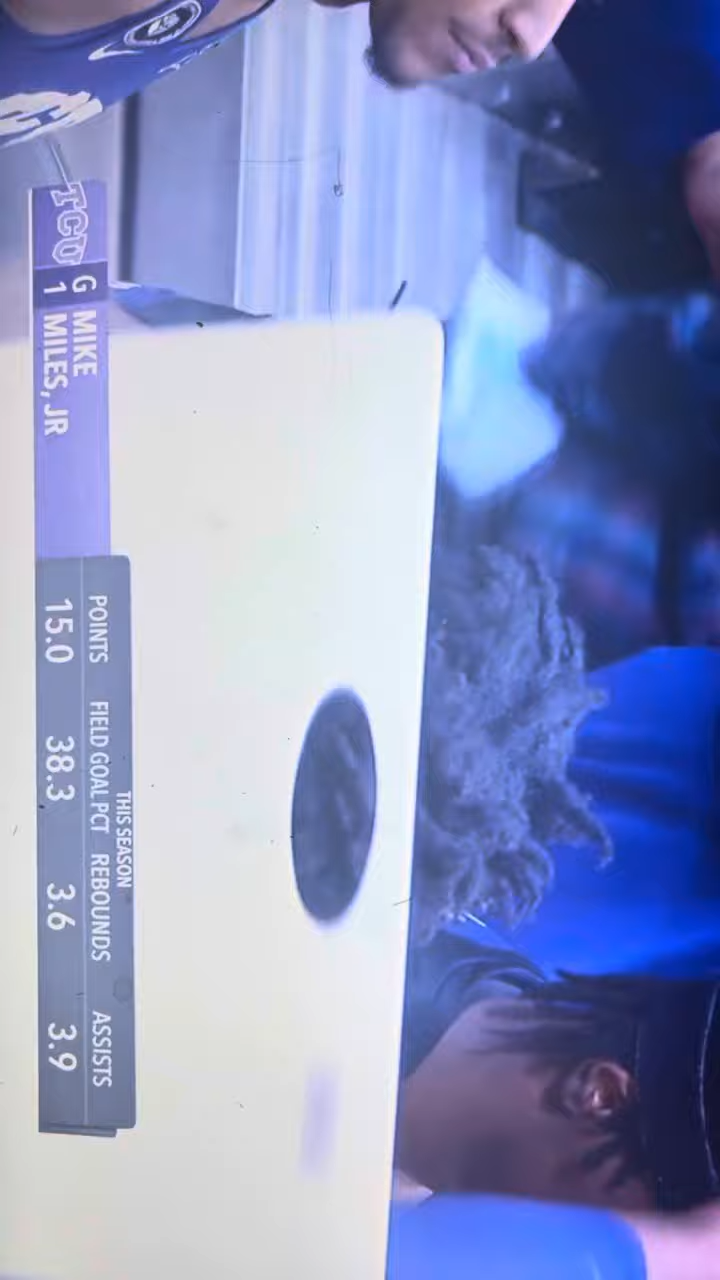 TCU
G MIKE
1 MILES, JR
THIS SEASON
POINTS FIELD GOAL PCT REBOUNDS ASSISTS
15.0 38.3 3.6 3.9